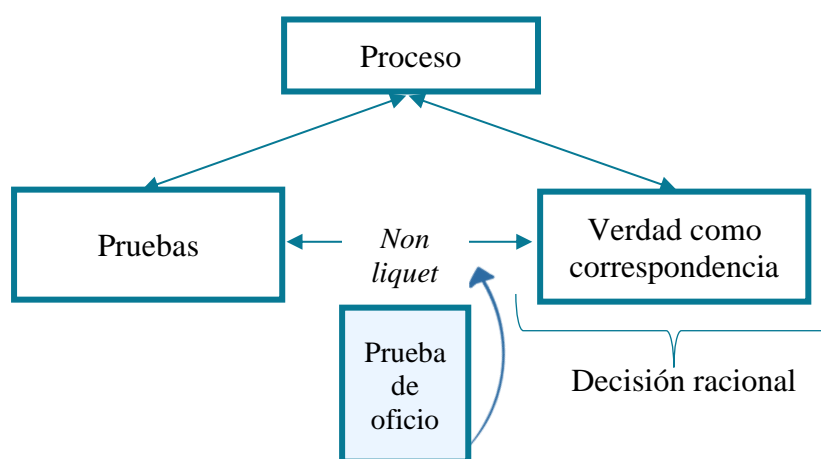 Proceso
Pruebas
Non
liquet
Verdad como
correspondencia
Prueba
de
oficio
Decisión racional